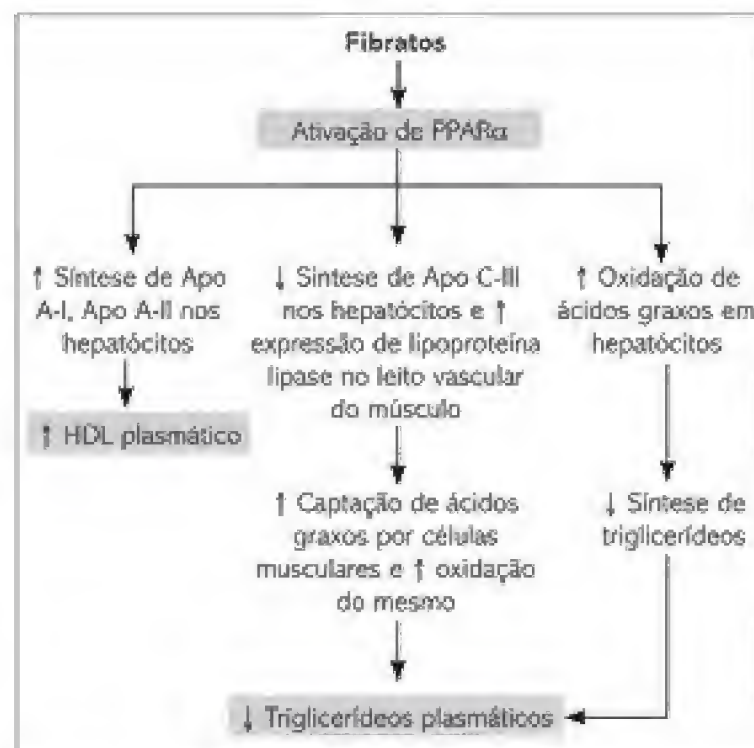 Fibratos
Ativação de PPARα
↑ Síntese de Apo
A-I, Apo A-II nos
hepatócitos
↑ HDL plasmático
↓ Síntese de Apo C-III
nos hepatócitos e ↑
expressão de lipoproteína
lipase no leito vascular
do músculo
↑ Captação de ácidos
graxos por células
musculares e ↑ oxidação
do mesmo
↑ Oxidação de
ácidos graxos em
hepatócitos
↓ Síntese de
triglicerídeos
↓ Triglicerídeos plasmáticos